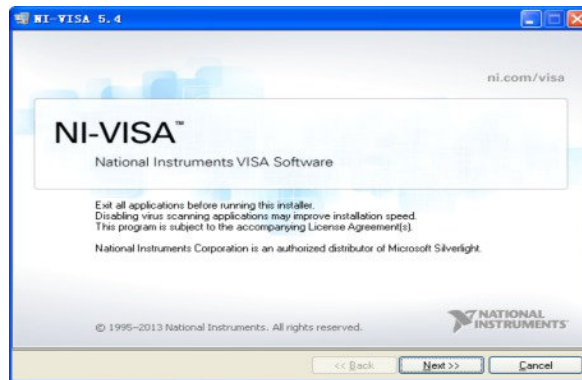 NI-VISA 5.4
ni.com/visa
NI-VISA™
National Instruments VISA Software
Exit all applications before running this installer.
Disabling virus scanning applications may improve installation speed.
This program is subject to the accompanying License Agreement(s).
National Instruments Corporation is an authorized distributor of Microsoft Silverlight.
© 1995–2013 National Instruments. All rights reserved.
NATIONAL
INSTRUMENTS™
<< Back Next >> Cancel